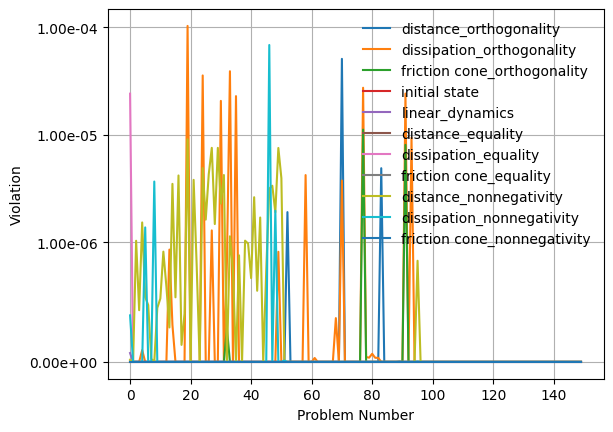 1.00e−04
1.00e−05
1.00e−06
0.00e+00
Violation
distance_orthogonality
dissipation_orthogonality
friction cone_orthogonality
initial state
linear_dynamics
distance_equality
dissipation_equality
friction cone_equality
distance_nonnegativity
dissipation_nonnegativity
friction cone_nonnegativity
0 20 40 60 80 100 120 140
Problem Number